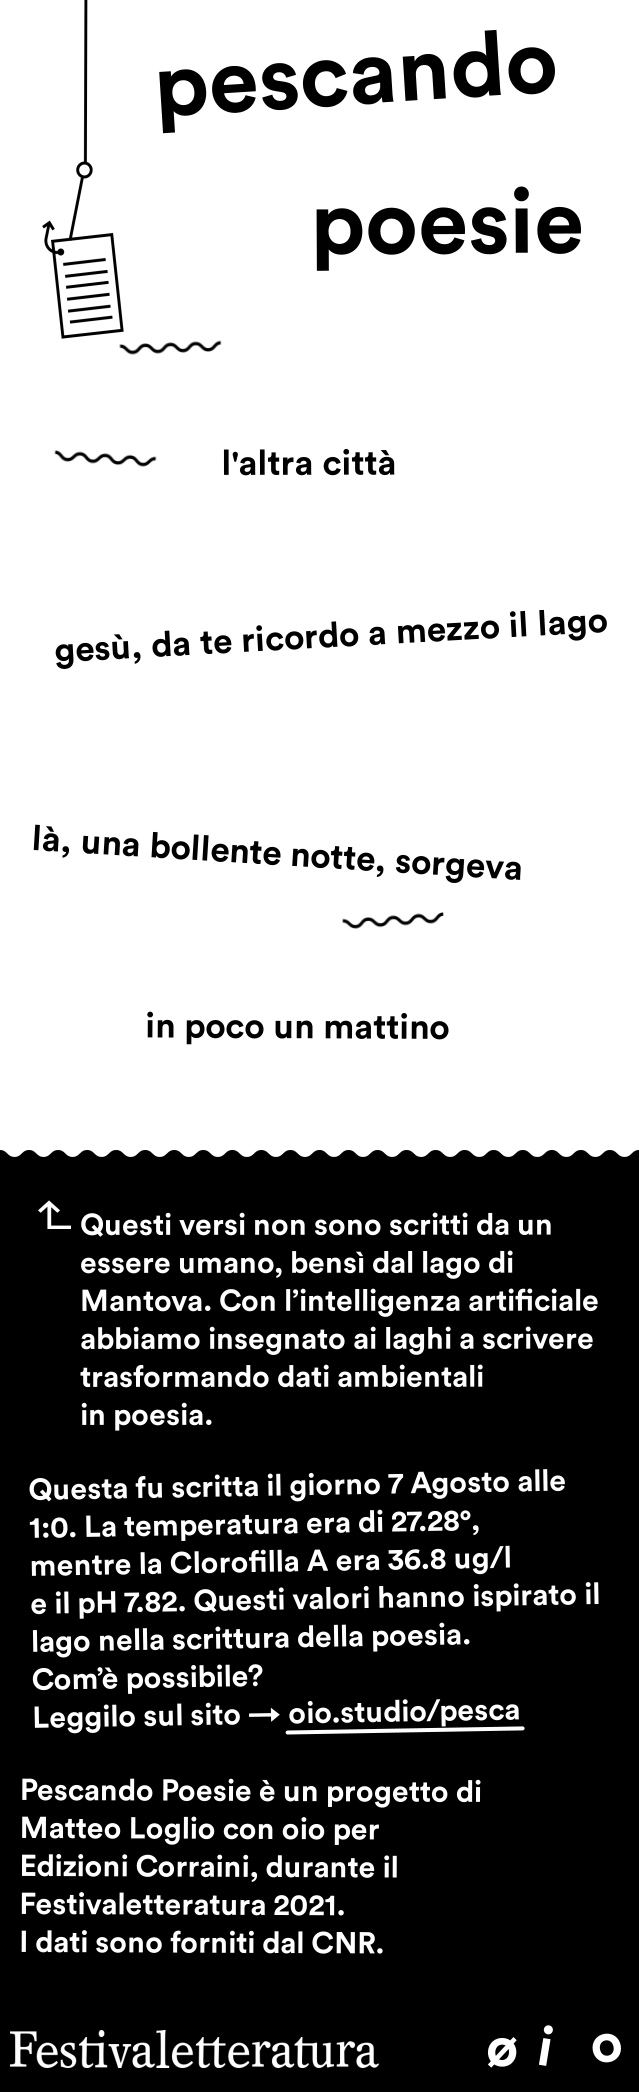 pescando
poesie
l'altra città
gesù, da te ricordo a mezzo il lago
là, una bollente notte, sorgeva
in poco un mattino
Questi versi non sono scritti da un
essere umano, bensì dal lago di
Mantova. Con l’intelligenza artificiale
abbiamo insegnato ai laghi a scrivere
trasformando dati ambientali
in poesia.
Questa fu scritta il giorno 7 Agosto alle
1:0. La temperatura era di 27.28°,
mentre la Clorofilla A era 36.8 ug/l
e il pH 7.82. Questi valori hanno ispirato il
lago nella scrittura della poesia.
Com’è possibile?
Leggilo sul sito → oio.studio/pesca
Pescando Poesie è un progetto di
Matteo Loglio con oio per
Edizioni Corraini, durante il
Festivaletteratura 2021.
I dati sono forniti dal CNR.
Festivaletteratura ø i o